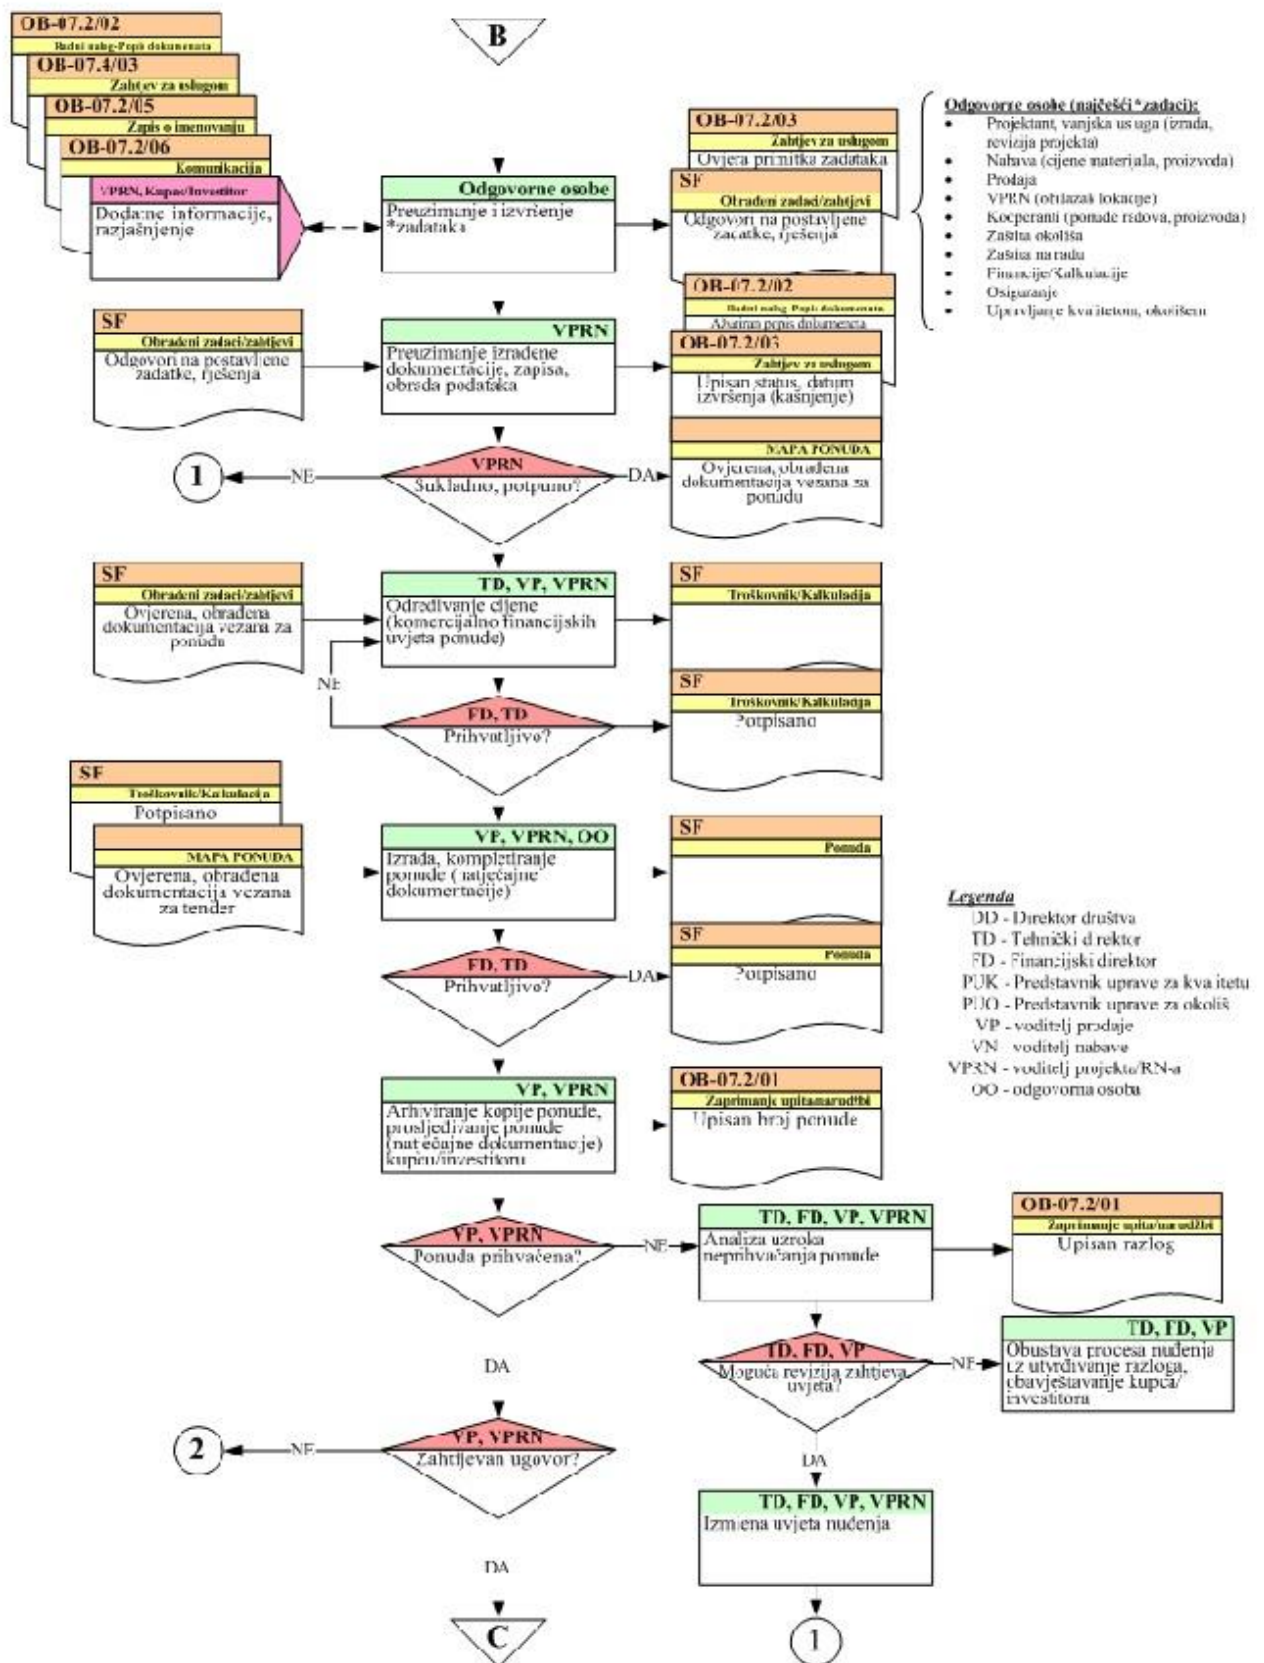 B
OB-07.2/02
Radni nalog-Popis dokumenata
OB-07.4/03
Zahtjev za uslugom
OB-07.2/05
Zapis o imenovanju
OB-07.2/06
Komunikacija
VPRN, Kupac/Investitor
Dodatne informacije,
razjašnjenje
Odgovorne osobe
Preuzimanje i izvršenje
*zadataka
OB-07.2/03
Zahtjev za uslugom
Ovjera primitka zadataka
SF
Obrađeni zadaci/zahtjevi
Odgovori na postavljene
zadatke, rješenja
Odgovorne osobe (najčešći *zadaci):
• Projektant, vanjska usluga (izrada,
revizija projekta)
• Nabava (cijene materijala, proizvoda)
• Prodaja
• VPRN (obilazak lokacije)
• Kooperanti (ponude radova, proizvoda)
• Zaštita okoliša
• Zaštita na radu
• Financije/Kalkulacije
• Osiguranje
• Upravljanje kvalitetom, okolišem
SF
Obrađeni zadaci/zahtjevi
Odgovori na postavljene
zadatke, rješenja
VPRN
Preuzimanje izrađene
dokumentacije, zapisa,
obrada podataka
OB-07.2/02
Radni nalog-Popis dokumenata
Ažuriran popis dokumenata
OB-07.2/03
Zahtjev za uslugom
Upisan status, datum
izvršenja (kašnjenje)
MAPA PONUDA
Ovjerena, obrađena
dokumentacija vezana za
ponudu
1
NE
VPRN
Sukladno, potpuno?
DA
SF
Obrađeni zadaci/zahtjevi
Ovjerena, obrađena
dokumentacija vezana za
ponudu
TD, VP, VPRN
Određivanje cijene
(komercijalno financijskih
uvjeta ponude)
SF
Troškovnik/Kalkulacija
NE
FD, TD
Prihvatljivo?
SF
Troškovnik/Kalkulacija
Potpisano
SF
Troškovnik/Kalkulacija
Potpisano
MAPA PONUDA
Ovjerena, obrađena
dokumentacija vezana
za tender
VP, VPRN, OO
Izrada, kompletiranje
ponude (natječajne
dokumentacije)
SF
Ponuda
FD, TD
Prihvatljivo?
DA
SF
Ponuda
Potpisano
Legenda
DD - Direktor društva
TD - Tehnički direktor
FD - Financijski direktor
PUK - Predstavnik uprave za kvalitetu
PUO - Predstavnik uprave za okoliš
VP - voditelj prodaje
VN - voditelj nabave
VPRN - voditelj projekta/RN-a
OO - odgovorna osoba
VP, VPRN
Arhiviranje kopije ponude,
prosljeđivanje ponude
(natječajne dokumentacije)
kupcu/investitoru
OB-07.2/01
Zaprimanje upita/narudžbi
Upisan broj ponude
VP, VPRN
Ponuda prihvaćena?
NE
TD, FD, VP, VPRN
Analiza uzroka
neprihvaćanja ponude
OB-07.2/01
Zaprimanje upita/narudžbi
Upisan razlog
DA
TD, FD, VP
Moguća revizija zahtjeva,
uvjeta?
NE
TD, FD, VP
Obustava procesa nuđenja
uz utvrđivanje razloga,
obavještavanje kupca/
investitora
2
NE
VP, VPRN
Zahtijevan ugovor?
DA
TD, FD, VP, VPRN
Izmjena uvjeta nuđenja
DA
C
1